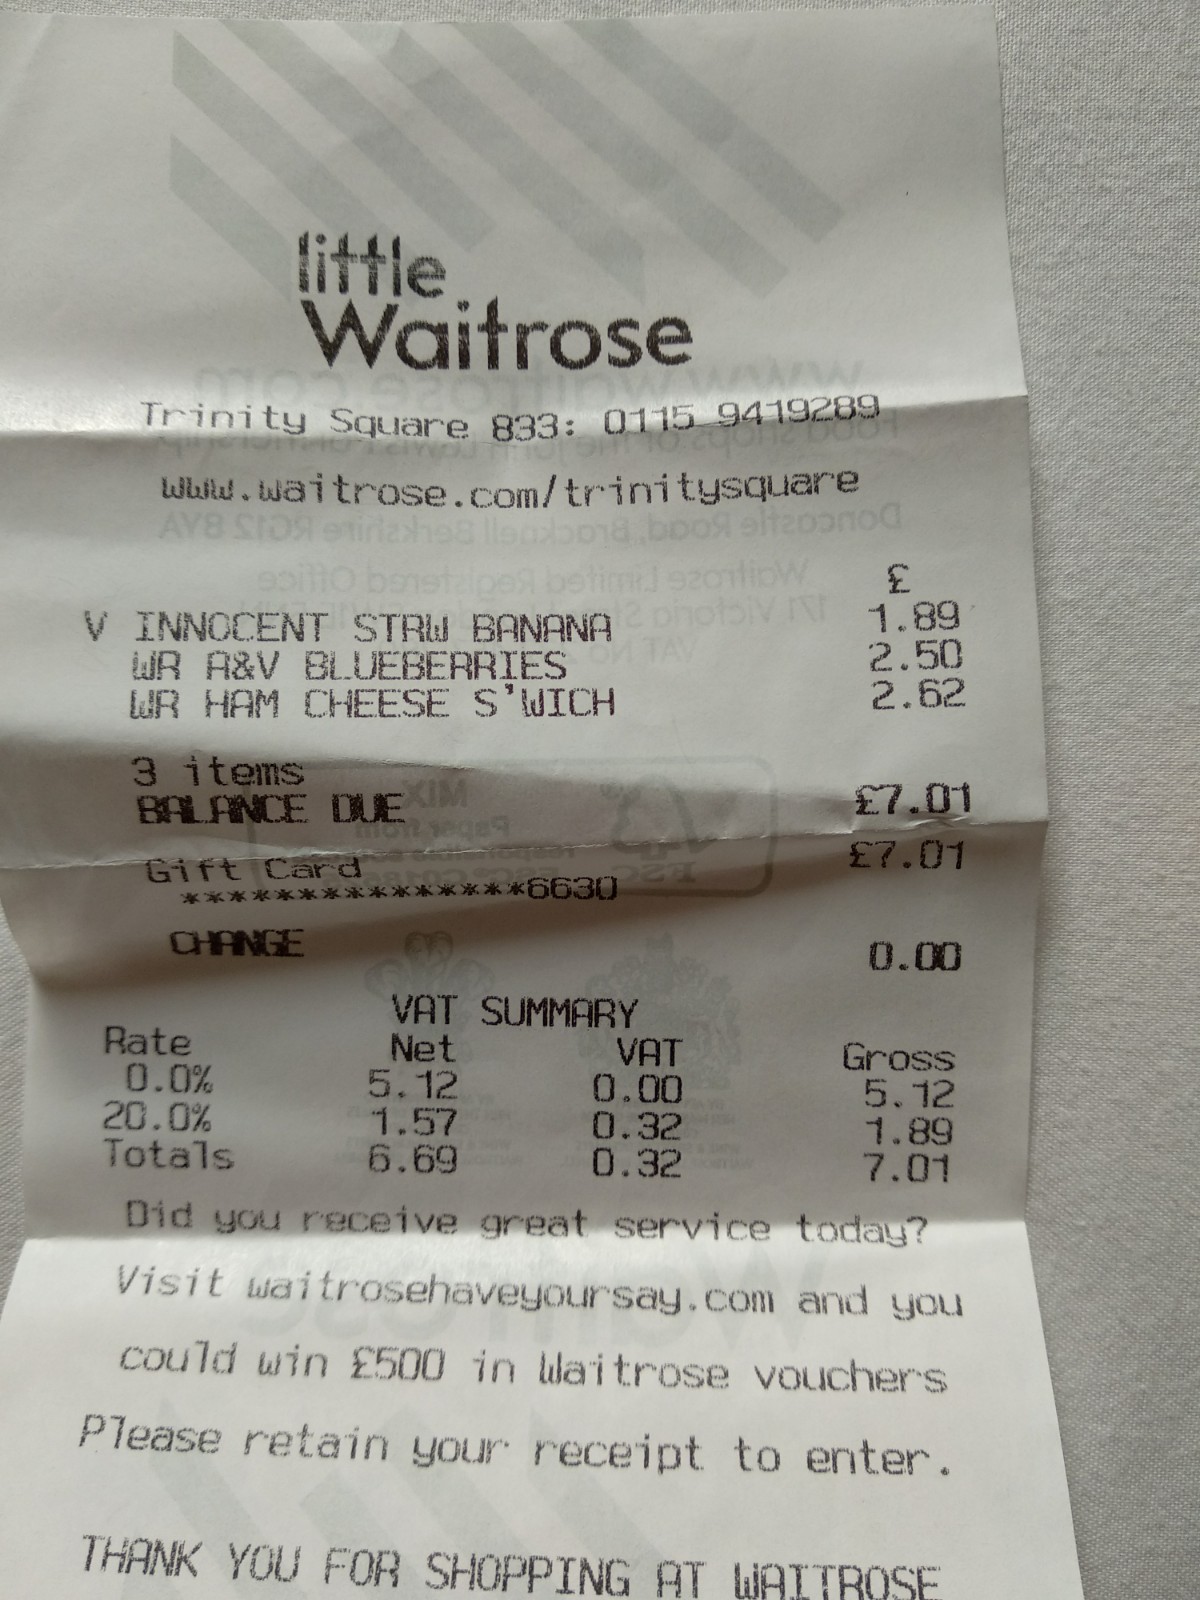 little
Waitrose
Trinity Square 833: 0115 9419289
www.waitrose.com/trinitysquare
£
V INNOCENT STRW BANANA 1.89
WR A&V BLUEBERRIES 2.50
WR HAM CHEESE S'WICH 2.62
3 items
BALANCE DUE £7.01
Gift Card £7.01
**************6630
CHANGE 0.00
VAT SUMMARY
Rate Net VAT Gross
0.0% 5.12 0.00 5.12
20.0% 1.57 0.32 1.89
Totals 6.69 0.32 7.01
Did you receive great service today?
Visit waitrosehaveyoursay.com and you
could win £500 in Waitrose vouchers
Please retain your receipt to enter.
THANK YOU FOR SHOPPING AT WAITROSE